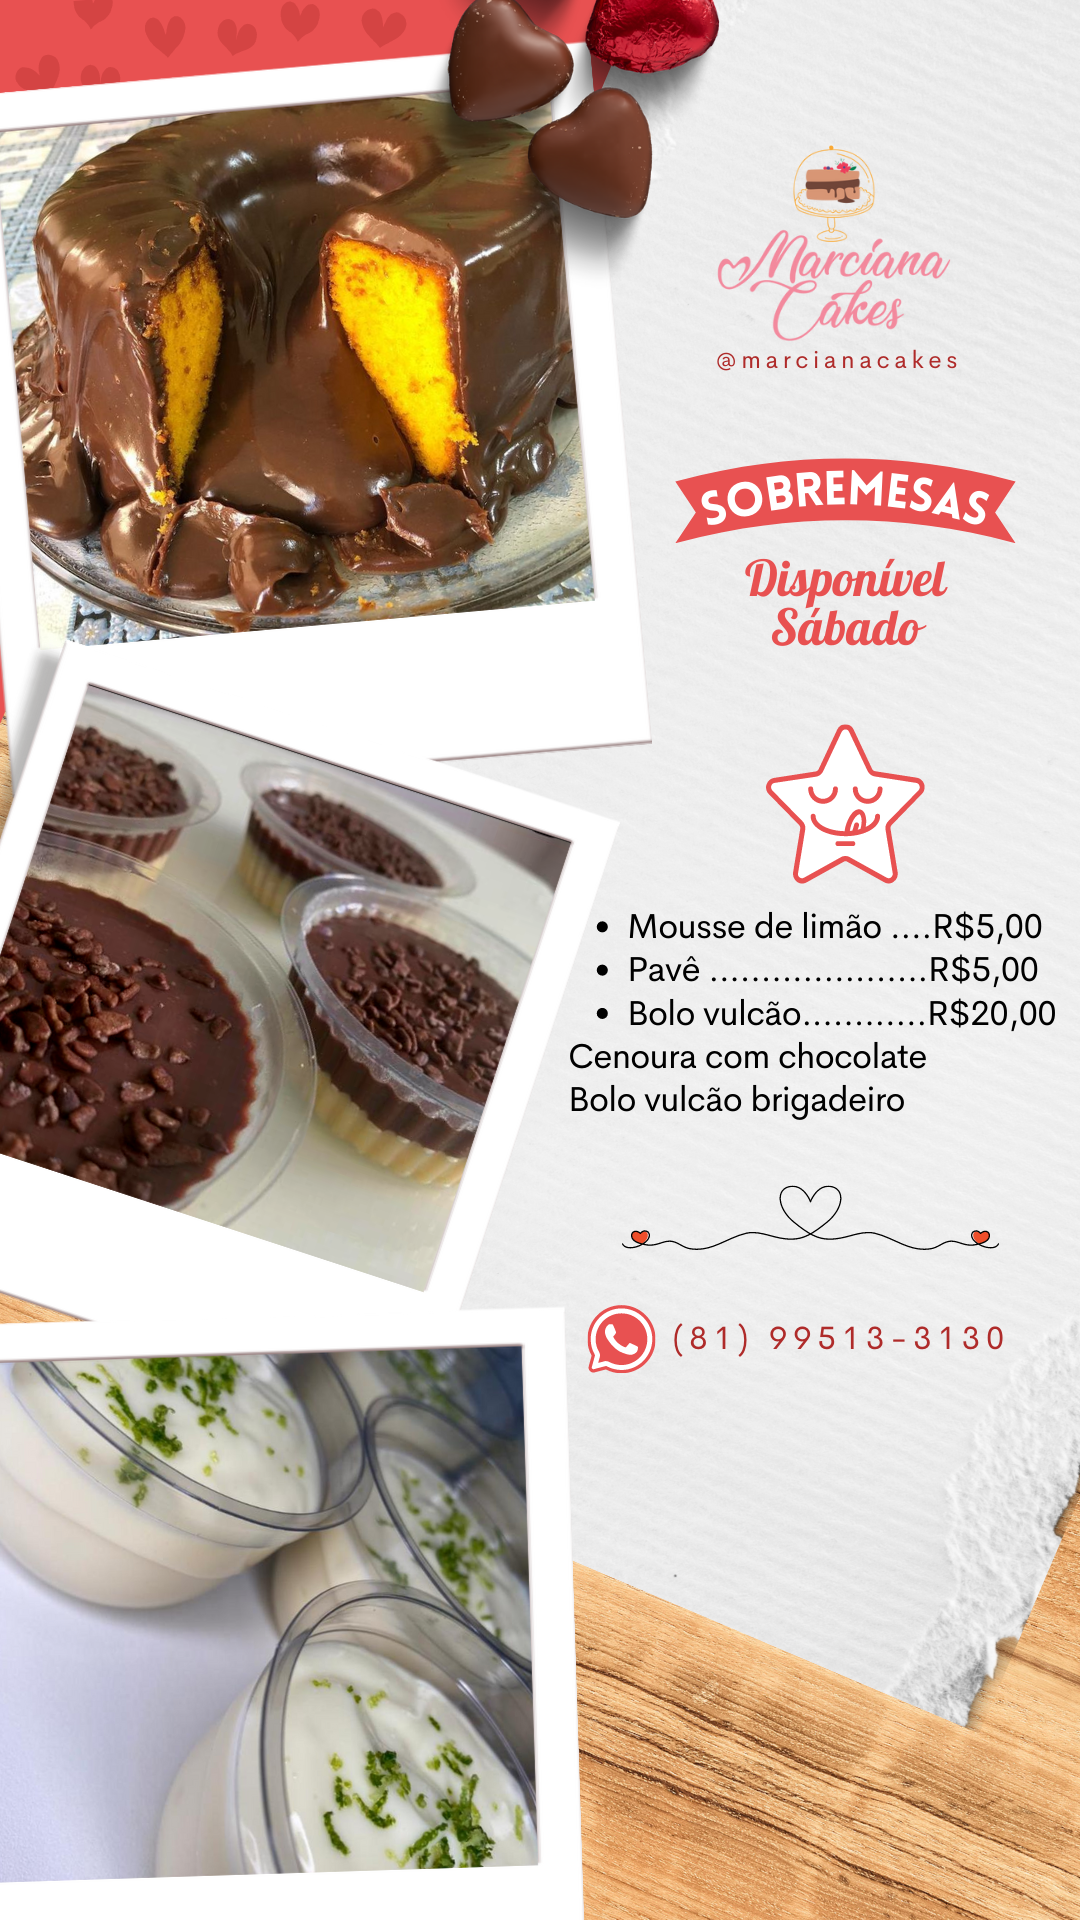 Marciana
Cakes
@marcianacakes
SOBREMESAS
Disponível
Sábado
• Mousse de limão ....R$5,00
• Pavê .....................R$5,00
• Bolo vulcão............R$20,00
Cenoura com chocolate
Bolo vulcão brigadeiro
(81) 99513-3130